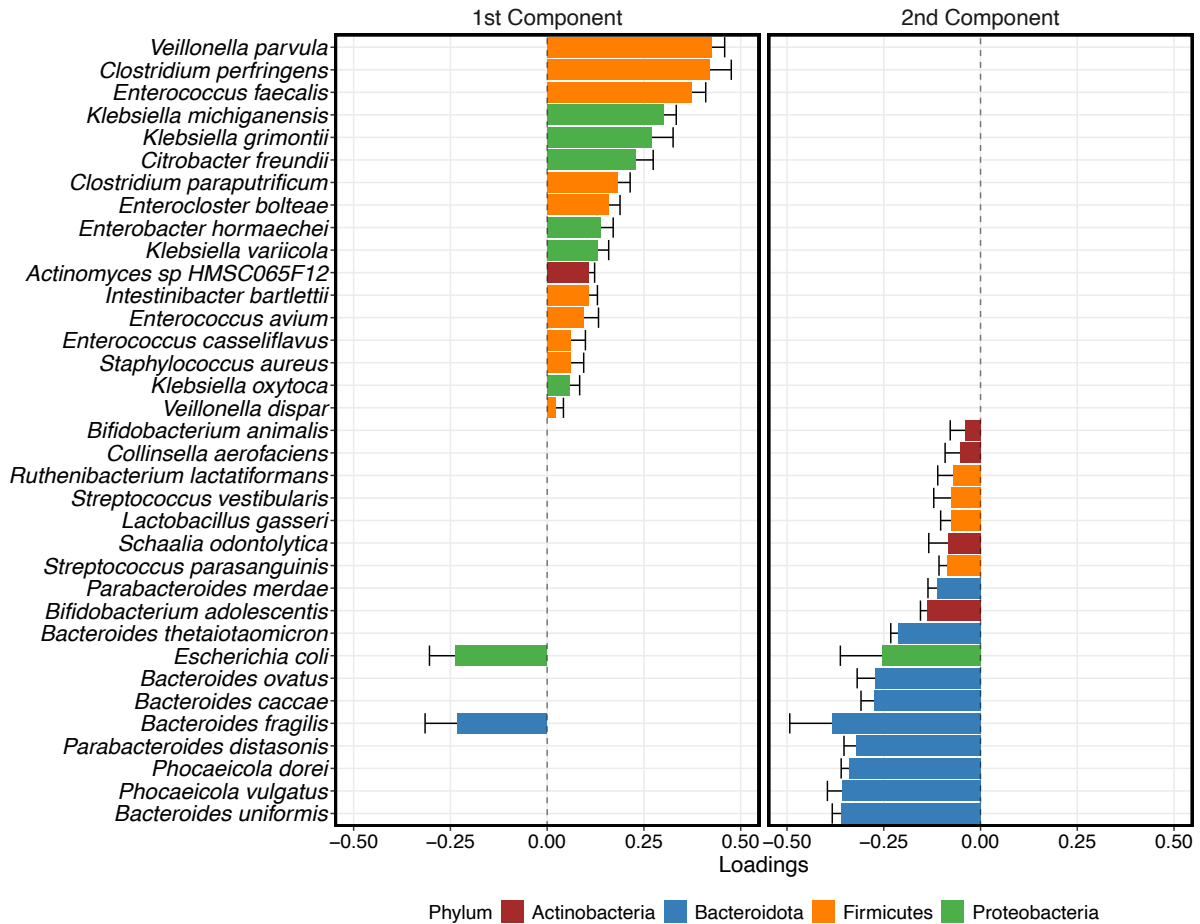 1st Component 2nd Component
Veillonella parvula
Clostridium perfringens
Enterococcus faecalis
Klebsiella michiganensis
Klebsiella grimontii
Citrobacter freundii
Clostridium paraputrificum
Enterocloster bolteae
Enterobacter hormaechei
Klebsiella variicola
Actinomyces sp HMSC065F12
Intestinibacter bartlettii
Enterococcus avium
Enterococcus casseliflavus
Staphylococcus aureus
Klebsiella oxytoca
Veillonella dispar
Bifidobacterium animalis
Collinsella aerofaciens
Ruthenibacterium lactatiformans
Streptococcus vestibularis
Lactobacillus gasseri
Schaalia odontolytica
Streptococcus parasanguinis
Parabacteroides merdae
Bifidobacterium adolescentis
Bacteroides thetaiotaomicron
Escherichia coli
Bacteroides ovatus
Bacteroides caccae
Bacteroides fragilis
Parabacteroides distasonis
Phocaeicola dorei
Phocaeicola vulgatus
Bacteroides uniformis
−0.50 −0.25 0.00 0.25 0.50 −0.50 −0.25 0.00 0.25 0.50
Loadings
Phylum Actinobacteria Bacteroidota Firmicutes Proteobacteria